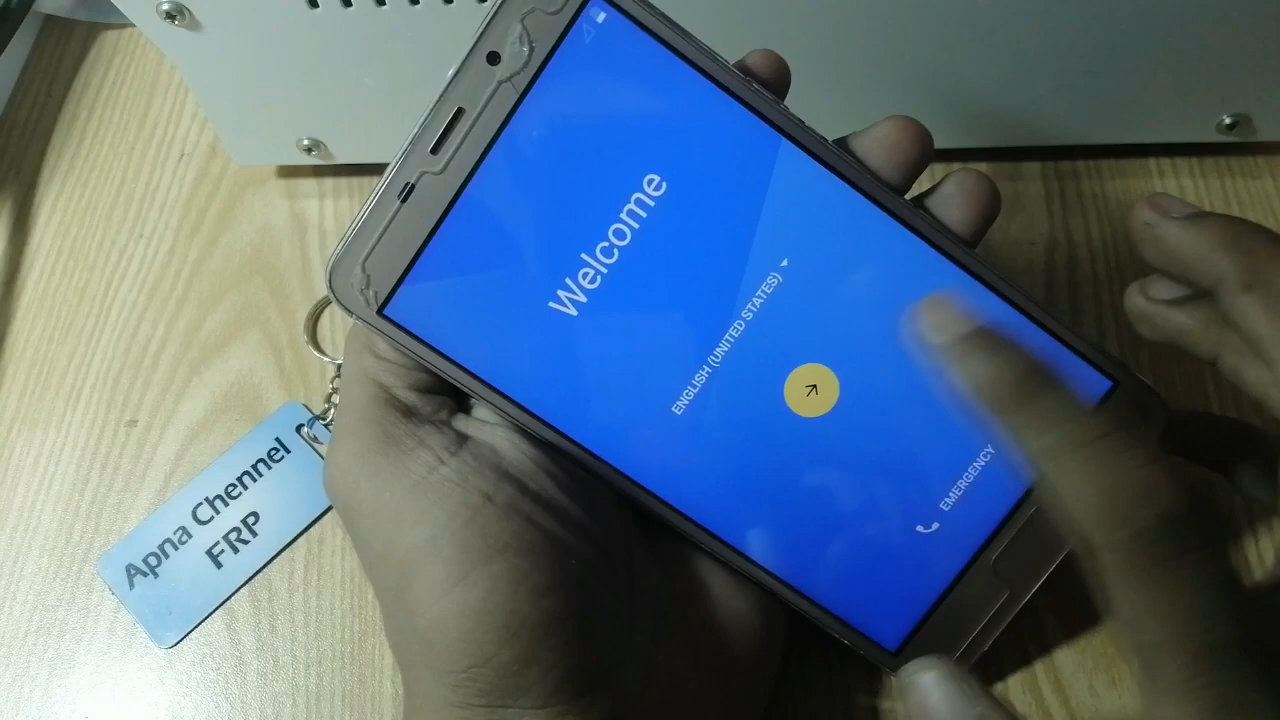 Welcome
ENGLISH (UNITED STATES)
EMERGENCY
Apna Chennel
FRP